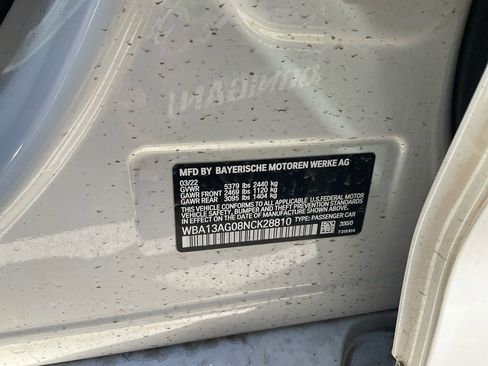 MFD BY BAYERISCHE MOTOREN WERKE AG
03/22
GVWR 5379 lbs 2440 kg
GAWR FRONT 2469 lbs 1120 kg
GAWR REAR 3095 lbs 1404 kg
THIS VEHICLE CONFORMS TO ALL APPLICABLE U.S. FEDERAL MOTOR
VEHICLE SAFETY, BUMPER, AND THEFT PREVENTION STANDARDS IN
EFFECT ON THE DATE OF MANUFACTURE SHOWN ABOVE.
WBA13AG08NCK28810 TYPE: PASSENGER CAR
300/0